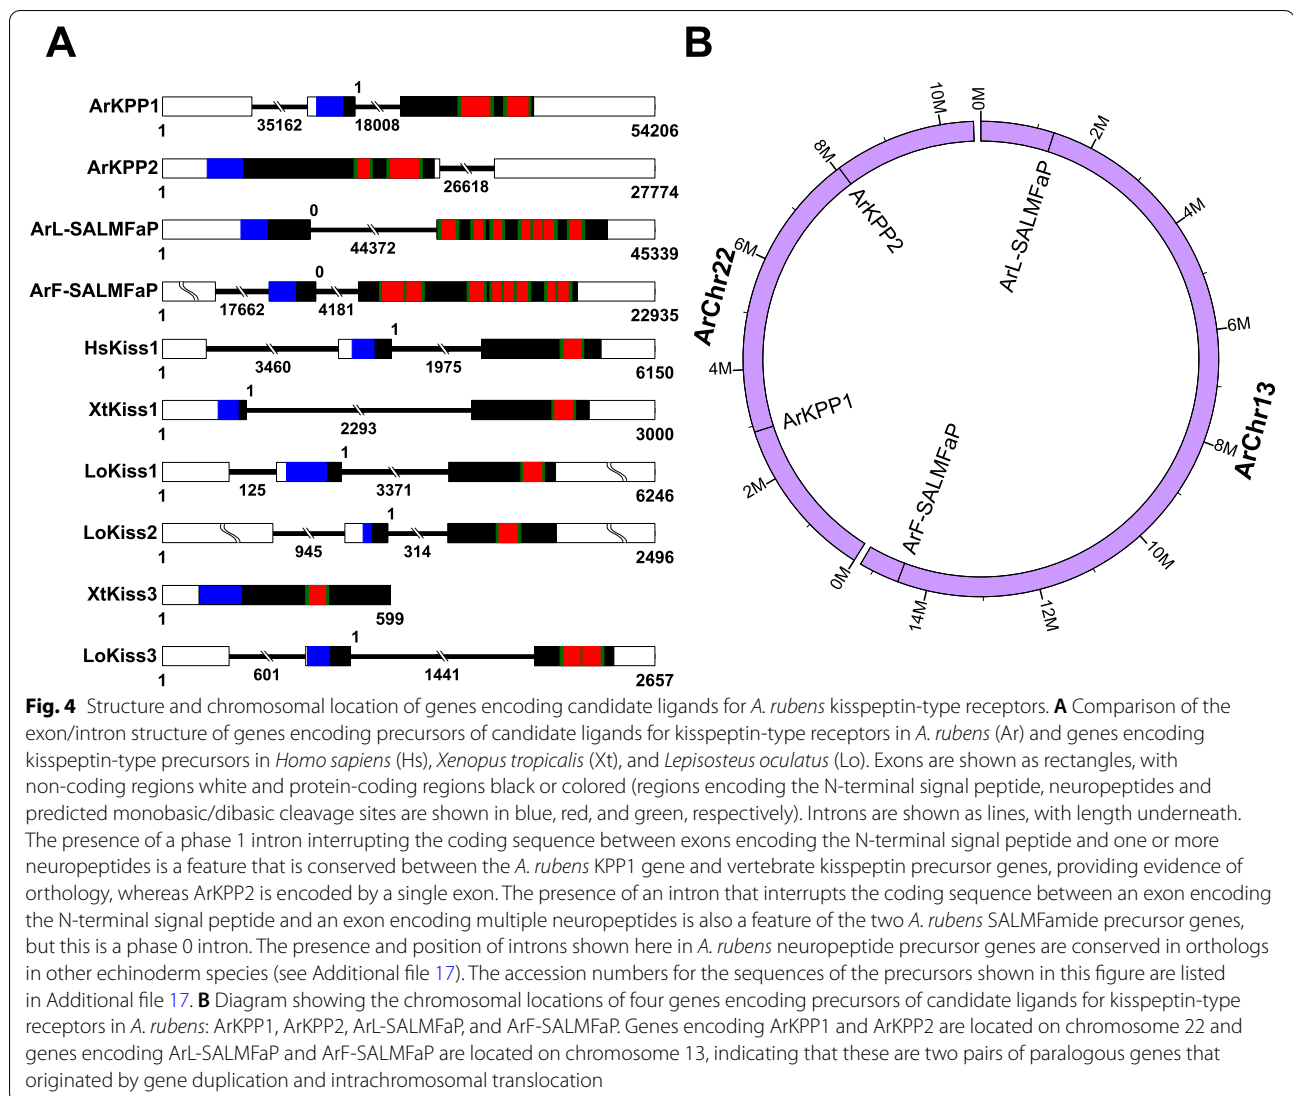 A
B
ArKPP1
1
35162
18008
1
54206
ArKPP2
1
26618
27774
ArL-SALMFaP
0
1
44372
45339
ArF-SALMFaP
0
1
17662
4181
22935
HsKiss1
1
1
3460
1975
6150
XtKiss1
1
1
2293
3000
LoKiss1
1
1
125
3371
6246
LoKiss2
1
1
945
314
2496
XtKiss3
1
599
LoKiss3
1
1
601
1441
2657
0M
2M
4M
6M
8M
10M
12M
14M
0M
2M
4M
6M
8M
10M
ArChr22
ArChr13
ArKPP2
ArL-SALMFaP
ArKPP1
ArF-SALMFaP
Fig. 4 Structure and chromosomal location of genes encoding candidate ligands for A. rubens kisspeptin-type receptors. A Comparison of the
exon/intron structure of genes encoding precursors of candidate ligands for kisspeptin-type receptors in A. rubens (Ar) and genes encoding
kisspeptin-type precursors in Homo sapiens (Hs), Xenopus tropicalis (Xt), and Lepisosteus oculatus (Lo). Exons are shown as rectangles, with
non-coding regions white and protein-coding regions black or colored (regions encoding the N-terminal signal peptide, neuropeptides and
predicted monobasic/dibasic cleavage sites are shown in blue, red, and green, respectively). Introns are shown as lines, with length underneath.
The presence of a phase 1 intron interrupting the coding sequence between exons encoding the N-terminal signal peptide and one or more
neuropeptides is a feature that is conserved between the A. rubens KPP1 gene and vertebrate kisspeptin precursor genes, providing evidence of
orthology, whereas ArKPP2 is encoded by a single exon. The presence of an intron that interrupts the coding sequence between an exon encoding
the N-terminal signal peptide and an exon encoding multiple neuropeptides is also a feature of the two A. rubens SALMFamide precursor genes,
but this is a phase 0 intron. The presence and position of introns shown here in A. rubens neuropeptide precursor genes are conserved in orthologs
in other echinoderm species (see Additional file 17). The accession numbers for the sequences of the precursors shown in this figure are listed
in Additional file 17. B Diagram showing the chromosomal locations of four genes encoding precursors of candidate ligands for kisspeptin-type
receptors in A. rubens: ArKPP1, ArKPP2, ArL-SALMFaP, and ArF-SALMFaP. Genes encoding ArKPP1 and ArKPP2 are located on chromosome 22 and
genes encoding ArL-SALMFaP and ArF-SALMFaP are located on chromosome 13, indicating that these are two pairs of paralogous genes that
originated by gene duplication and intrachromosomal translocation